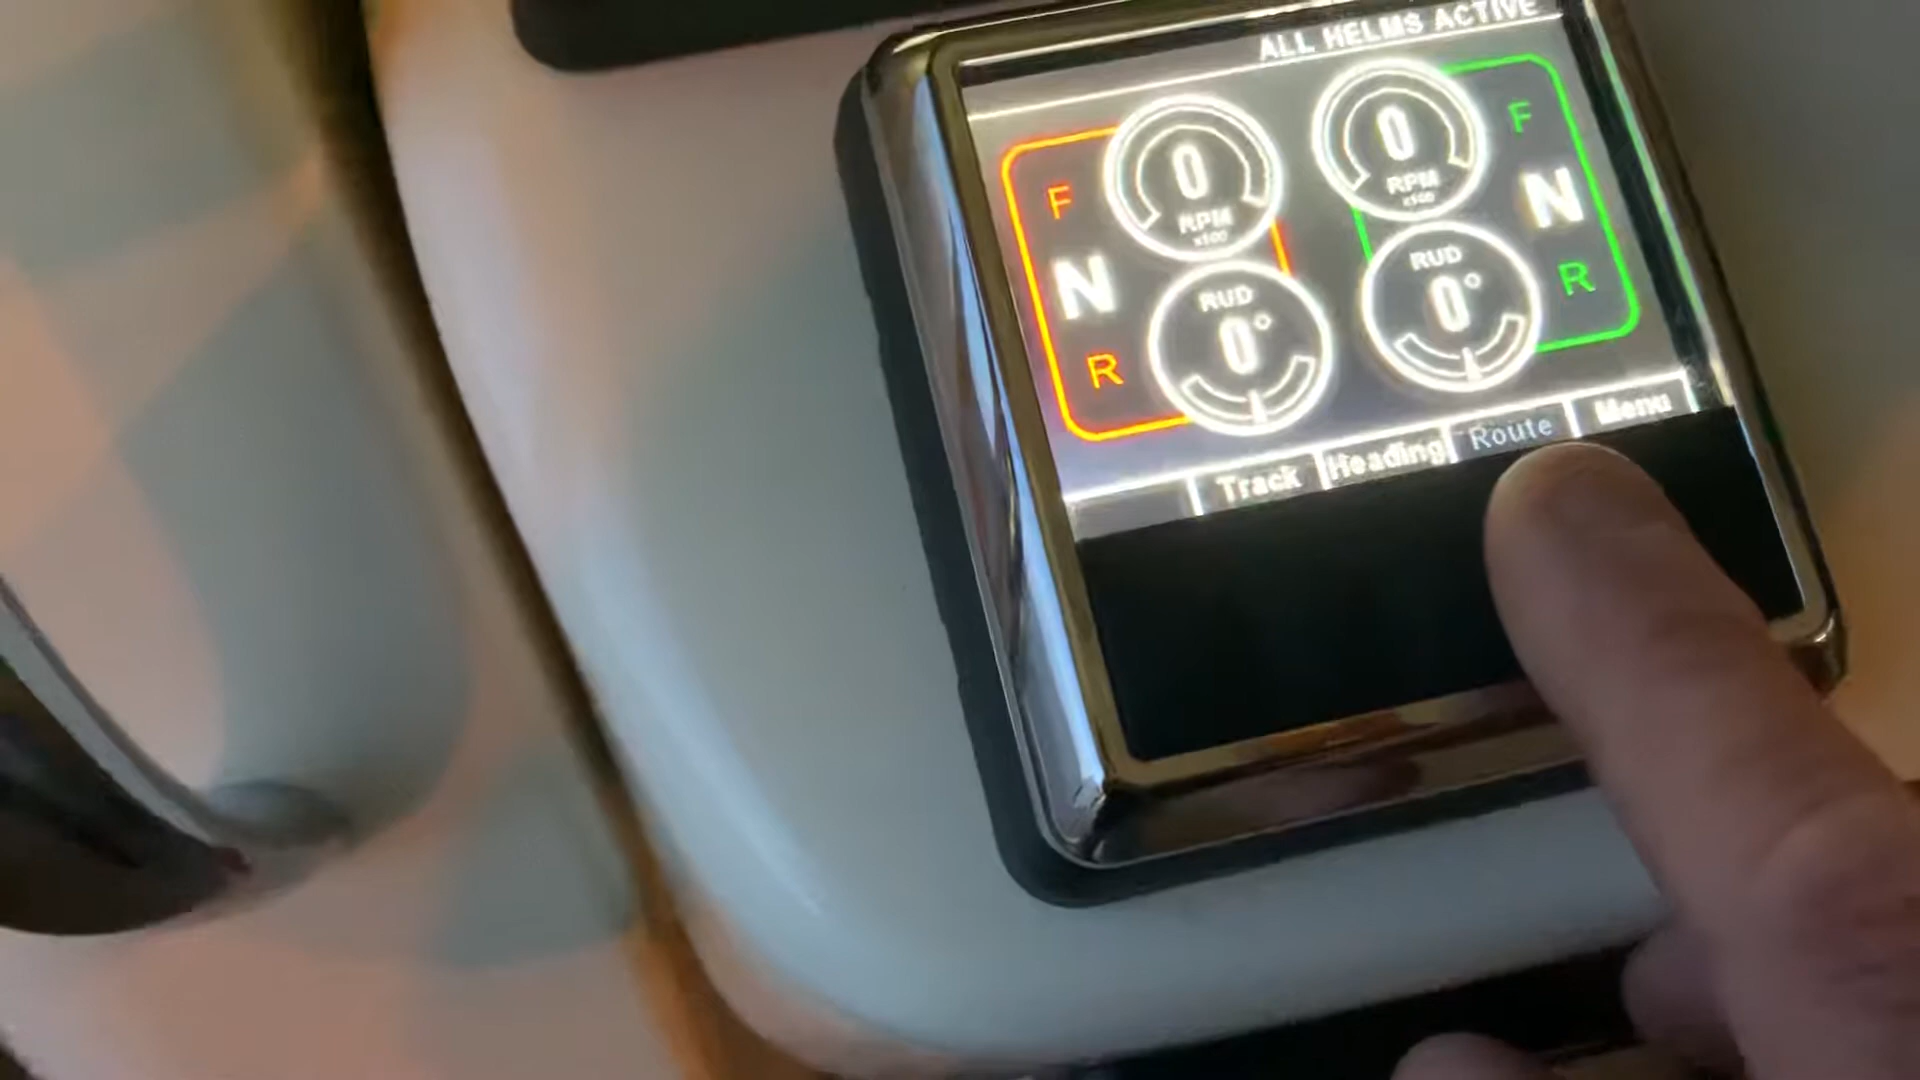 ALL HELMS ACTIVE
F
N
R
0
RPM
x100
RUD
0°
0
RPM
x100
RUD
0°
F
N
R
Track
Heading
Route
Menu